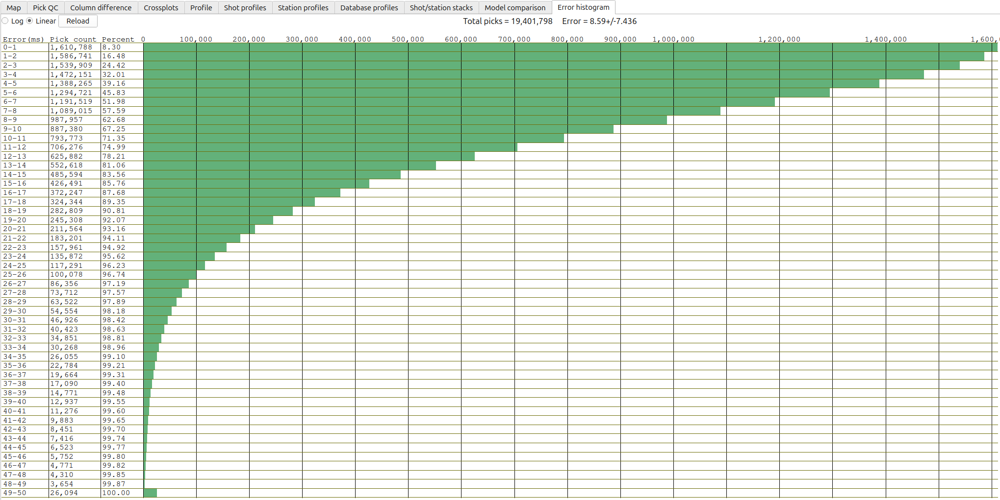 Map Pick QC Column difference Crossplots Profile Shot profiles Station profiles Database profiles Shot/station stacks Model comparison Error histogram
Log Linear Reload Total picks = 19,401,798 Error = 8.59+/-7.436
Error(ms) Pick count Percent 0 100,000 200,000 300,000 400,000 500,000 600,000 700,000 800,000 900,000 1,000,000 1,200,000 1,400,000 1,600,
0-1 1,610,788 8.30
1-2 1,586,741 16.48
2-3 1,539,909 24.42
3-4 1,472,151 32.01
4-5 1,388,265 39.16
5-6 1,294,721 45.83
6-7 1,191,519 51.98
7-8 1,089,015 57.59
8-9 987,957 62.68
9-10 887,380 67.25
10-11 793,773 71.35
11-12 706,276 74.99
12-13 625,882 78.21
13-14 552,618 81.06
14-15 485,594 83.56
15-16 426,491 85.76
16-17 372,247 87.68
17-18 324,344 89.35
18-19 282,809 90.81
19-20 245,308 92.07
20-21 211,564 93.16
21-22 183,201 94.11
22-23 157,961 94.92
23-24 135,872 95.62
24-25 117,291 96.23
25-26 100,078 96.74
26-27 86,356 97.19
27-28 73,712 97.57
28-29 63,522 97.89
29-30 54,554 98.18
30-31 46,926 98.42
31-32 40,423 98.63
32-33 34,851 98.81
33-34 30,268 98.96
34-35 26,055 99.10
35-36 22,784 99.21
36-37 19,664 99.31
37-38 17,090 99.40
38-39 14,771 99.48
39-40 12,937 99.55
40-41 11,276 99.60
41-42 9,883 99.65
42-43 8,451 99.70
43-44 7,416 99.74
44-45 6,523 99.77
45-46 5,752 99.80
46-47 4,771 99.82
47-48 4,310 99.85
48-49 3,654 99.87
49-50 26,094 100.00